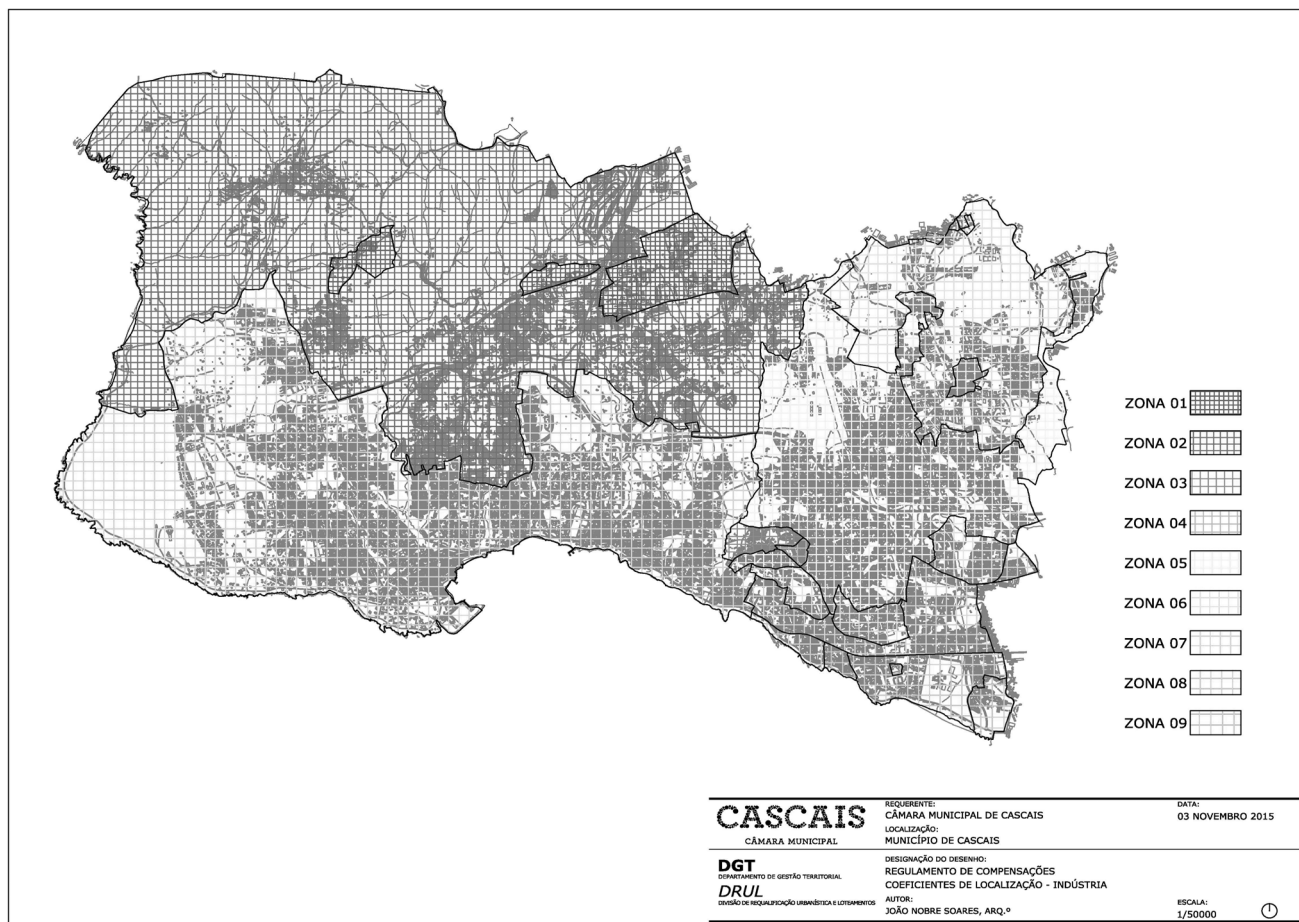 ZONA 01
ZONA 02
ZONA 03
ZONA 04
ZONA 05
ZONA 06
ZONA 07
ZONA 08
ZONA 09
CASCAIS
CÂMARA MUNICIPAL
REQUERENTE:
CÂMARA MUNICIPAL DE CASCAIS
LOCALIZAÇÃO:
MUNICÍPIO DE CASCAIS
DATA:
03 NOVEMBRO 2015
DGT
DEPARTAMENTO DE GESTÃO TERRITORIAL
DRUL
DIVISÃO DE REQUALIFICAÇÃO URBANÍSTICA E LOTEAMENTOS
DESIGNAÇÃO DO DESENHO:
REGULAMENTO DE COMPENSAÇÕES
COEFICIENTES DE LOCALIZAÇÃO - INDÚSTRIA
AUTOR:
JOÃO NOBRE SOARES, ARQ.º
ESCALA:
1/50000